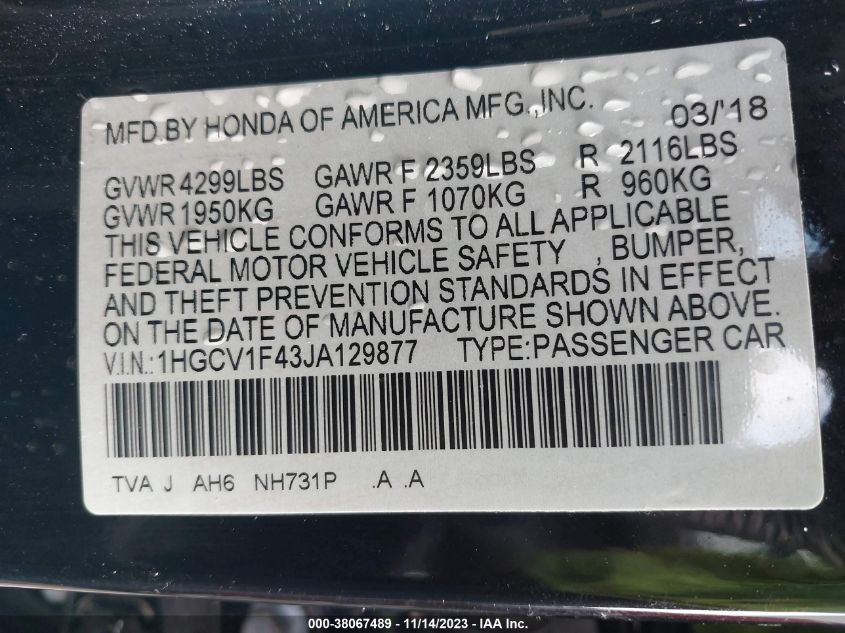 MFD.BY HONDA OF AMERICA MFG.,INC. 03/'18
GVWR 4299LBS GAWR F 2359LBS R 2116LBS
GVWR 1950KG GAWR F 1070KG R 960KG
THIS VEHICLE CONFORMS TO ALL APPLICABLE
FEDERAL MOTOR VEHICLE SAFETY , BUMPER,
AND THEFT PREVENTION STANDARDS IN EFFECT
ON THE DATE OF MANUFACTURE SHOWN ABOVE.
V.I.N.:1HGCV1F43JA129877 TYPE:PASSENGER CAR
TVA J AH6 NH731P .A .A
000-38067489 - 11/14/2023 - IAA Inc.